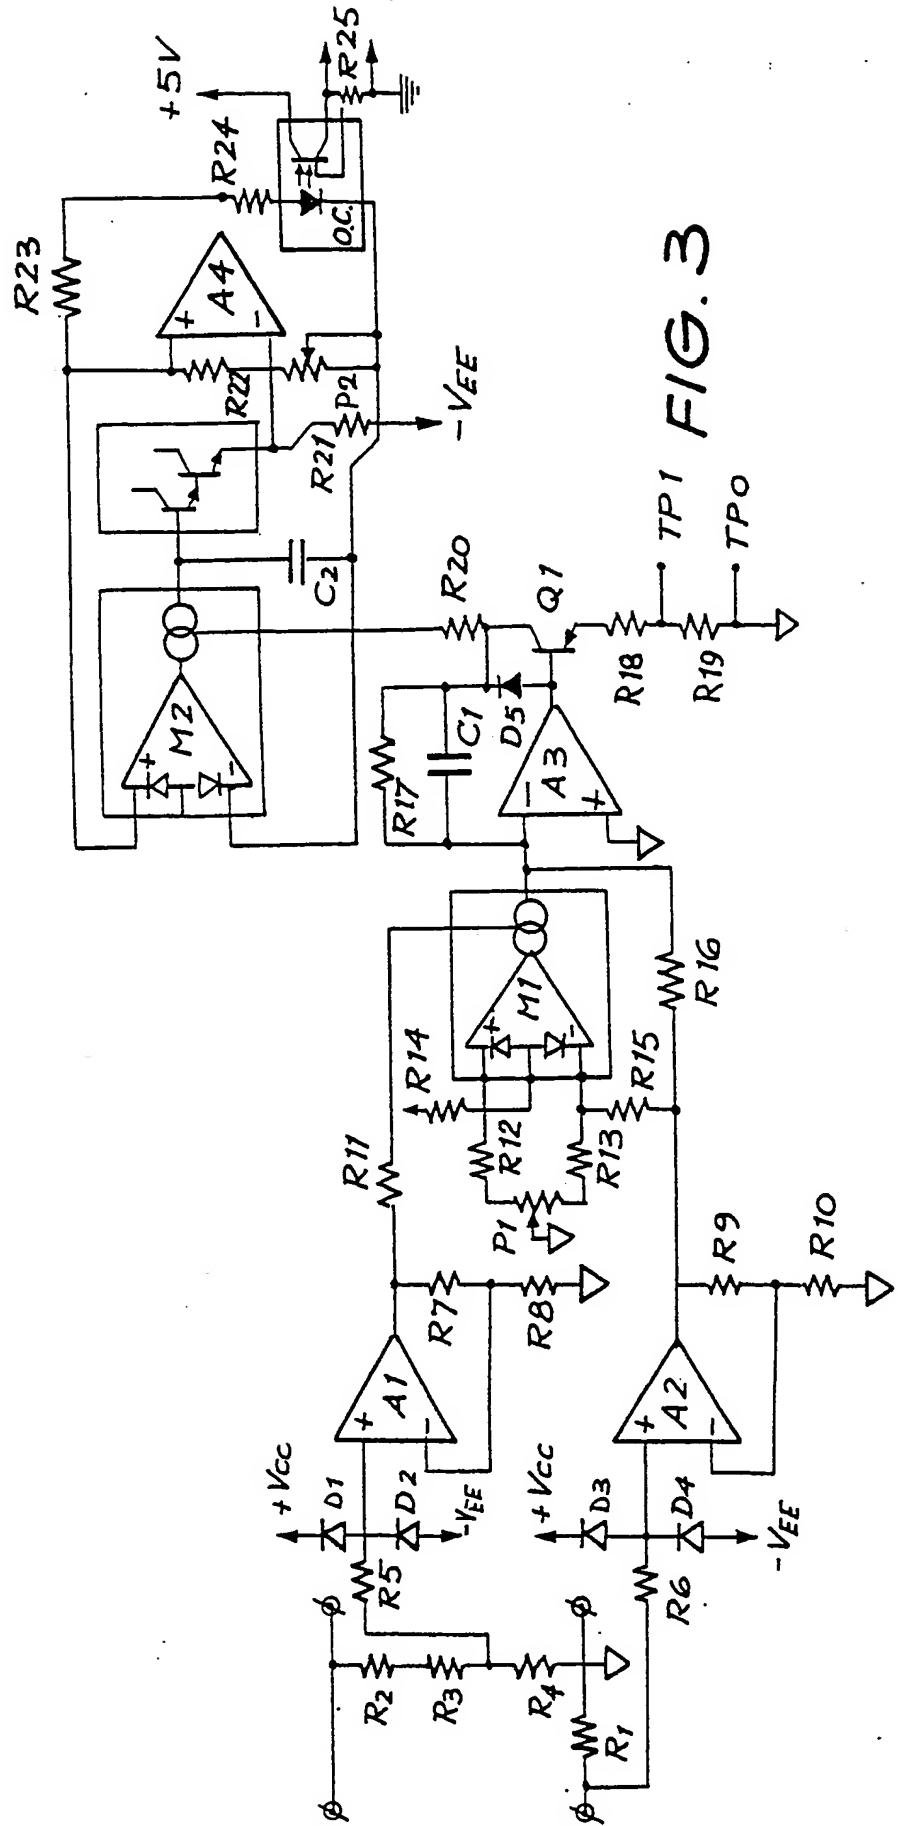 R23
+5V
R24
R25
O.C.
A4
+
-
R22
P2
R21
-VEE
C2
M2
+
-
R20
Q1
R18
TP1
R19
TP0
FIG. 3
D5
C1
R17
A3
-
+
M1
+
-
R14
R12
R13
R15
R16
P1
R11
R7
R8
R9
R10
A1
+
-
A2
+
-
+Vcc
D1
D2
-VEE
+Vcc
D3
D4
-VEE
R5
R6
R2
R3
R4
R1